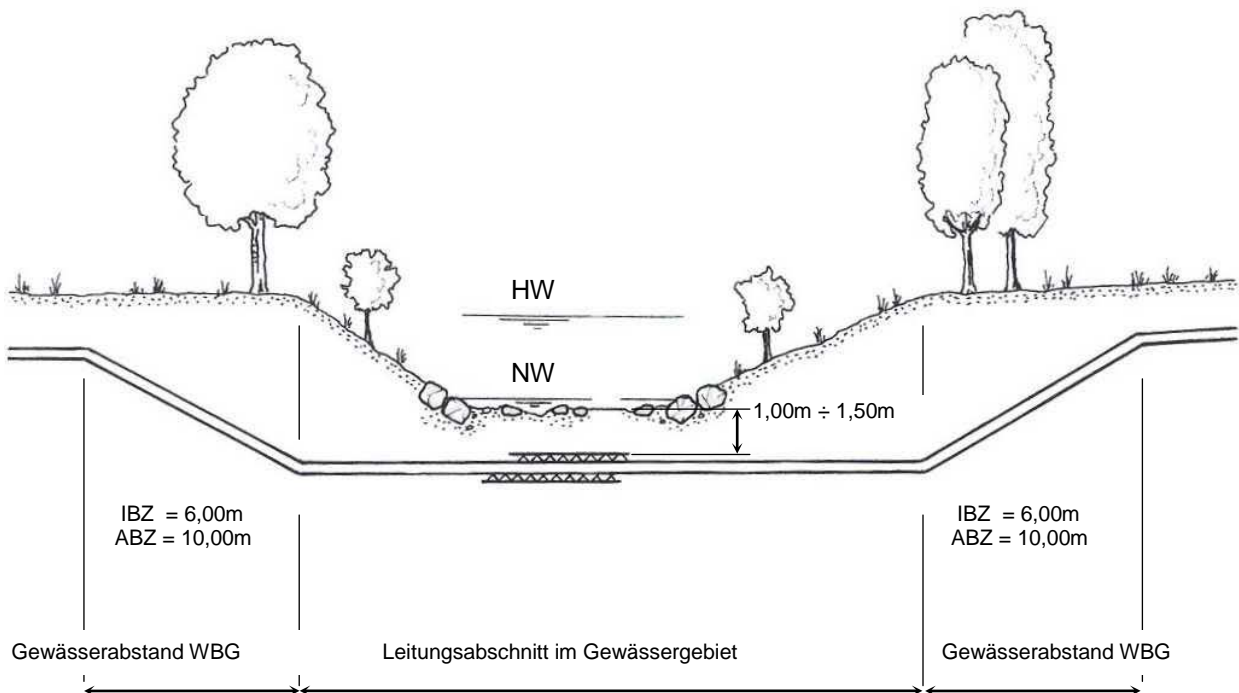 HW
NW
1,00m ÷ 1,50m
IBZ = 6,00m
ABZ = 10,00m
IBZ = 6,00m
ABZ = 10,00m
Gewässerabstand WBG
Leitungsabschnitt im Gewässergebiet
Gewässerabstand WBG